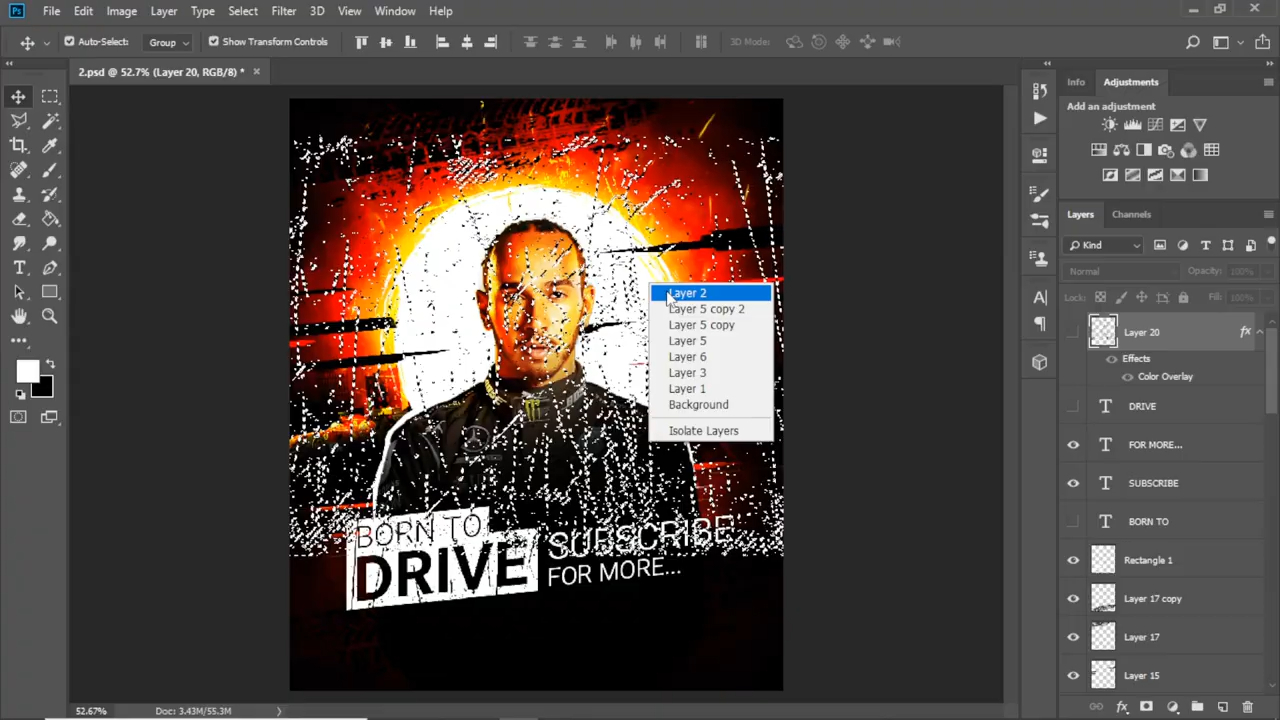 Ps File Edit Image Layer Type Select Filter 3D View Window Help
Auto-Select: Group Show Transform Controls 3D Mode:
2.psd @ 52.7% (Layer 20, RGB/8) *
Info Adjustments
Add an adjustment
Layers Channels
Kind
Normal Opacity: 100%
Lock: Fill: 100%
Layer 20 fx
Effects
Color Overlay
DRIVE
FOR MORE...
SUBSCRIBE
BORN TO
Rectangle 1
Layer 17 copy
Layer 17
Layer 15
Layer 2
Layer 5 copy 2
Layer 5 copy
Layer 5
Layer 6
Layer 3
Layer 1
Background
Isolate Layers
BORN TO
DRIVE
SUBSCRIBE
FOR MORE...
52.67% Doc: 3.43M/55.3M